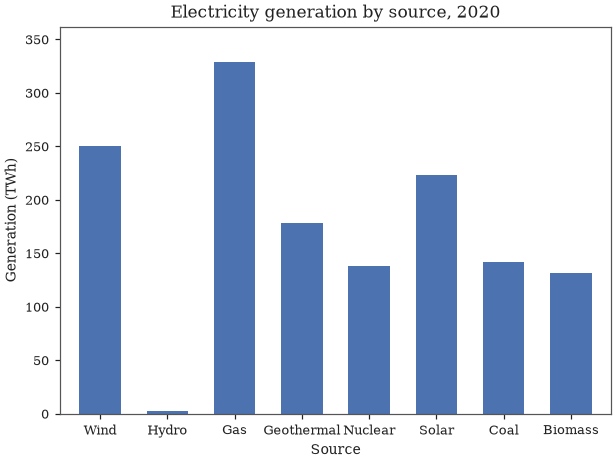 Electricity generation by source, 2020
Generation (TWh)
350
300
250
200
150
100
50
0
Wind Hydro Gas Geothermal Nuclear Solar Coal Biomass
Source